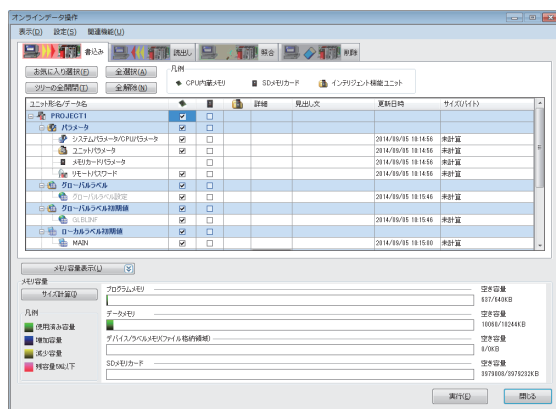 オンラインデータ操作
表示(D) 設定(S) 関連機能(U)
書込み 読出し 照合 削除
お気に入り選択(F) 全選択(A) 凡例
◆ CPU内蔵メモリ SDメモリカード インテリジェント機能ユニット
ツリーの全開閉(T) 全解除(N)
ユニット形名/データ名 詳細 見出し文 更新日時 サイズ(バイト)
PROJECT1
パラメータ
システムパラメータ/CPUパラメータ 2014/09/05 18:14:56 未計算
ユニットパラメータ 2014/09/05 18:14:56 未計算
メモリカードパラメータ 2014/09/05 18:14:56 未計算
リモートパスワード 2014/09/05 18:14:56 未計算
グローバルラベル
グローバルラベル設定 2014/09/05 18:15:46 未計算
グローバルラベル初期値
GLBLINF 2014/09/05 18:15:46 未計算
ローカルラベル初期値
MAIN 2014/09/05 18:15:00 未計算
メモリ容量表示(L)
メモリ容量
サイズ計算(I)
プログラムメモリ 空き容量
637/640KB
凡例
データメモリ 空き容量
使用済み容量 10068/10244KB
増加容量
デバイス/ラベルメモリ(ファイル格納領域) 空き容量
減少容量 0/0KB
残容量5%以下
SDメモリカード 空き容量
3979808/3979232KB
実行(E) 閉じる